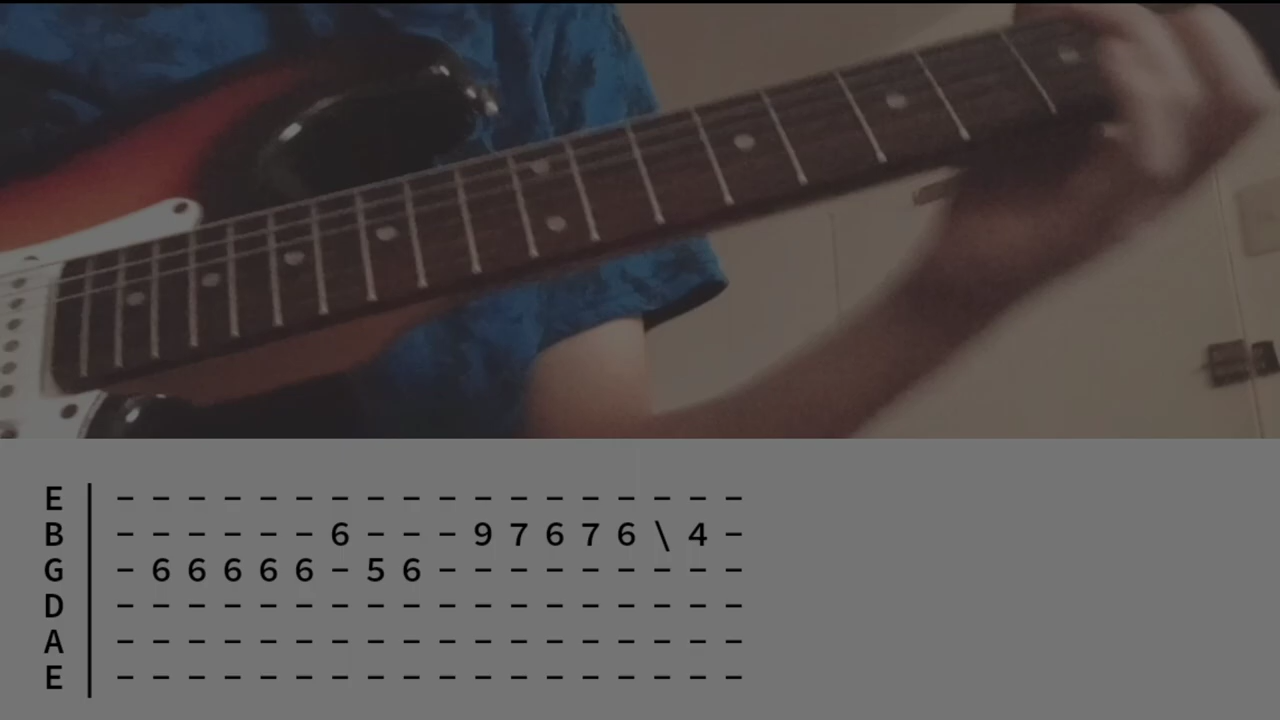 E | - - - - - - - - - - - - - - - - - -
B | - - - - - - 6 - - - 9 7 6 7 6 \ 4 -
G | - 6 6 6 6 6 - 5 6 - - - - - - - - -
D | - - - - - - - - - - - - - - - - - -
A | - - - - - - - - - - - - - - - - - -
E | - - - - - - - - - - - - - - - - - -